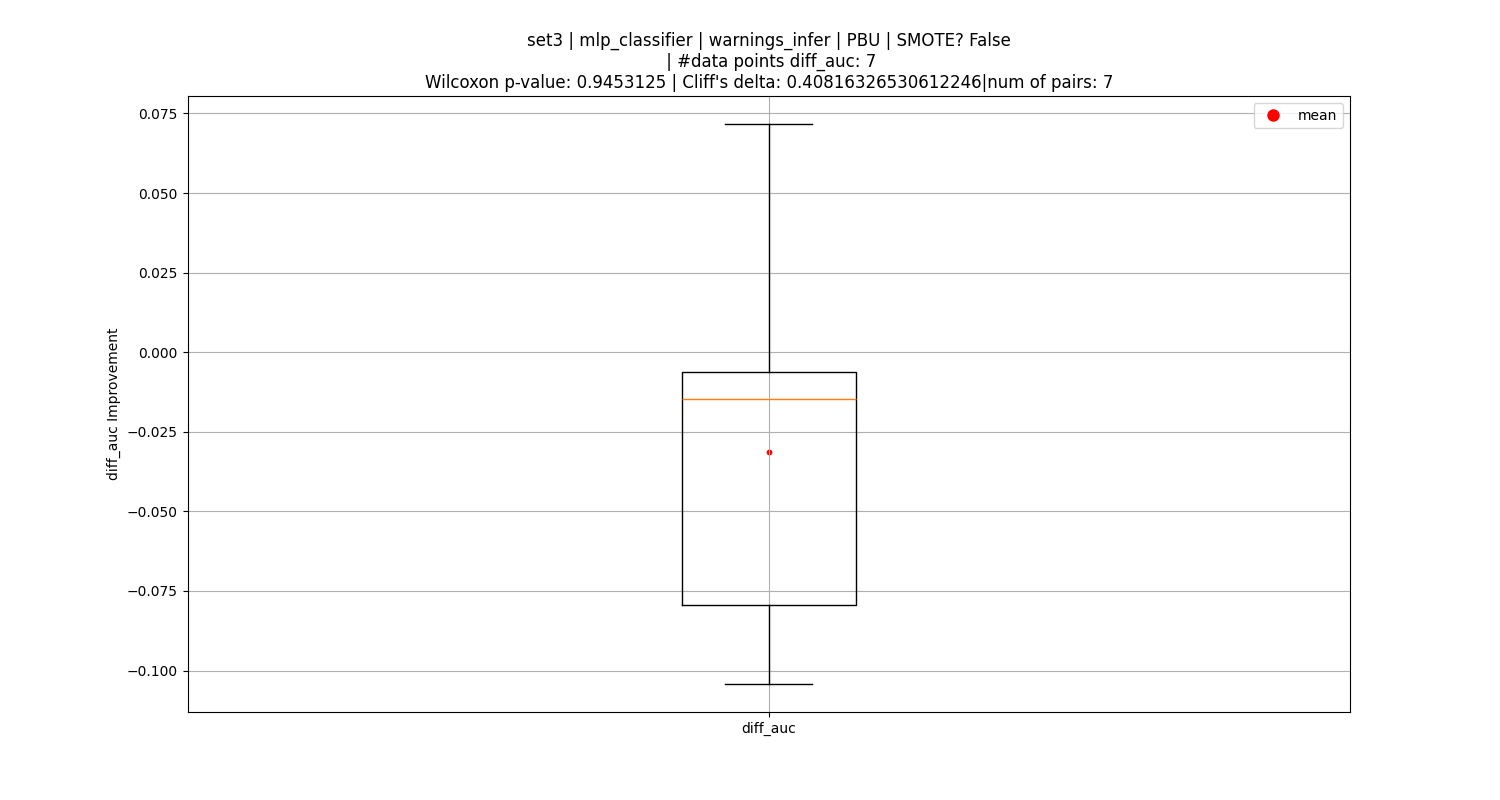 set3 | mlp_classifier | warnings_infer | PBU | SMOTE? False
| #data points diff_auc: 7
Wilcoxon p-value: 0.9453125 | Cliff's delta: 0.40816326530612246|num of pairs: 7
mean
0.075
0.050
0.025
0.000
−0.025
−0.050
−0.075
−0.100
diff_auc Improvement
diff_auc